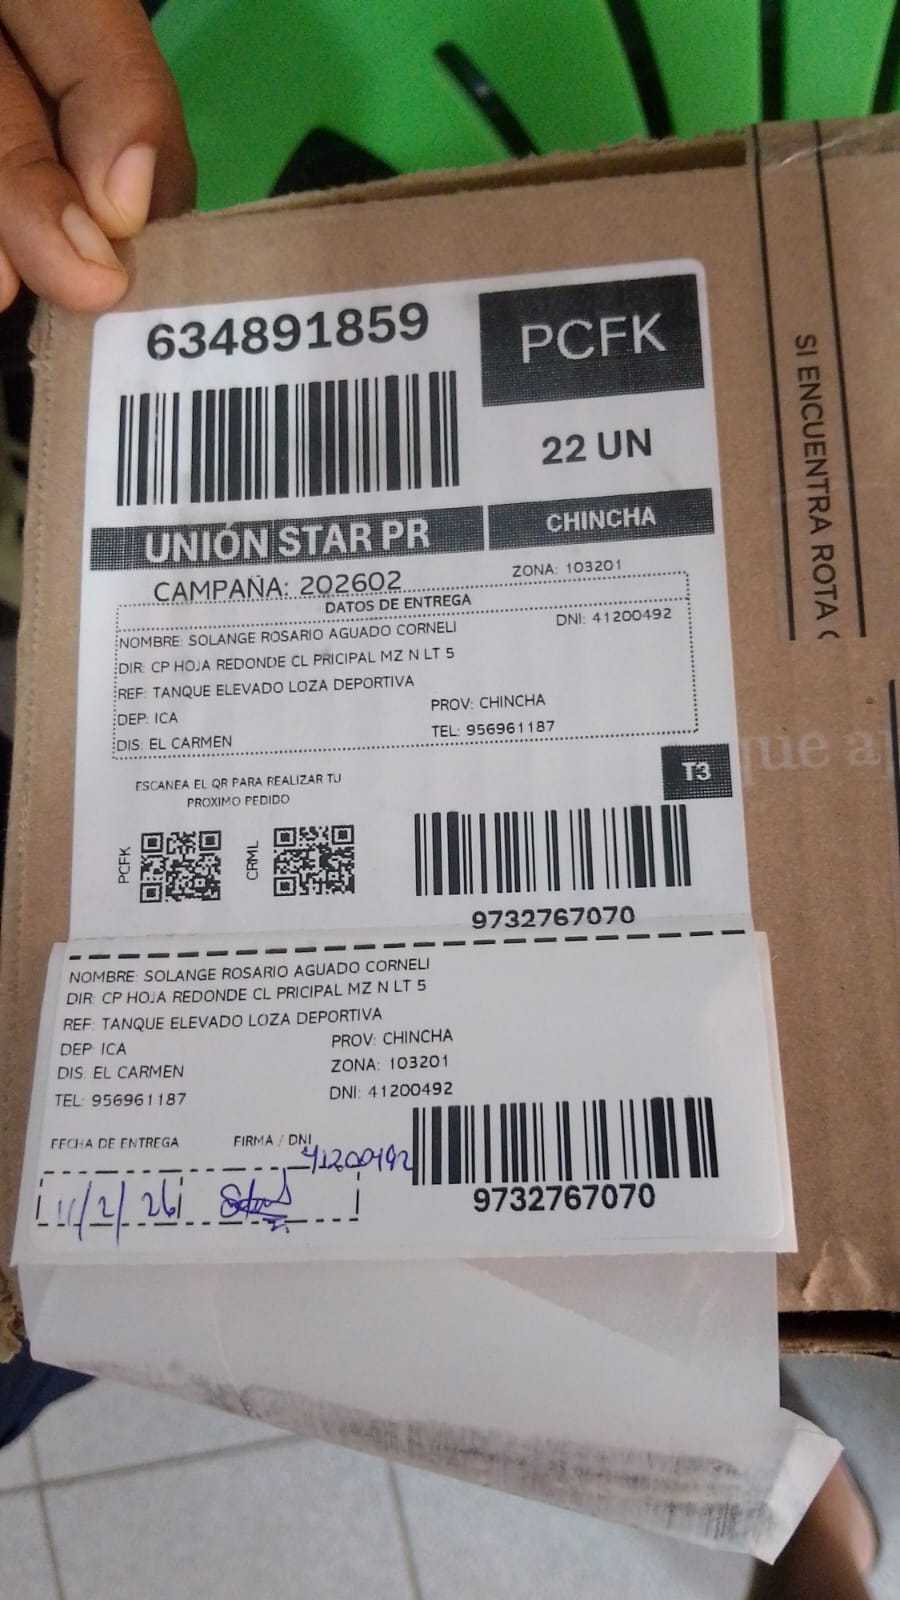 634891859
PCFK
22 UN
UNIÓN STAR PR
CHINCHA
CAMPAÑA: 202602
ZONA: 103201
DATOS DE ENTREGA
NOMBRE: SOLANGE ROSARIO AGUADO CORNELI
DNI: 41200492
DIR: CP HOJA REDONDE CL PRICIPAL MZ N LT 5
REF: TANQUE ELEVADO LOZA DEPORTIVA
DEP: ICA
PROV: CHINCHA
DIS: EL CARMEN
TEL: 956961187
ESCANEA EL QR PARA REALIZAR TU
PROXIMO PEDIDO
T3
PCFK
CRML
9732767070
NOMBRE: SOLANGE ROSARIO AGUADO CORNELI
DIR: CP HOJA REDONDE CL PRICIPAL MZ N LT 5
REF: TANQUE ELEVADO LOZA DEPORTIVA
DEP: ICA
PROV: CHINCHA
DIS: EL CARMEN
ZONA: 103201
TEL: 956961187
DNI: 41200492
FECHA DE ENTREGA
FIRMA / DNI
41200492
11/2/26
9732767070
SI ENCUENTRA ROTA
que